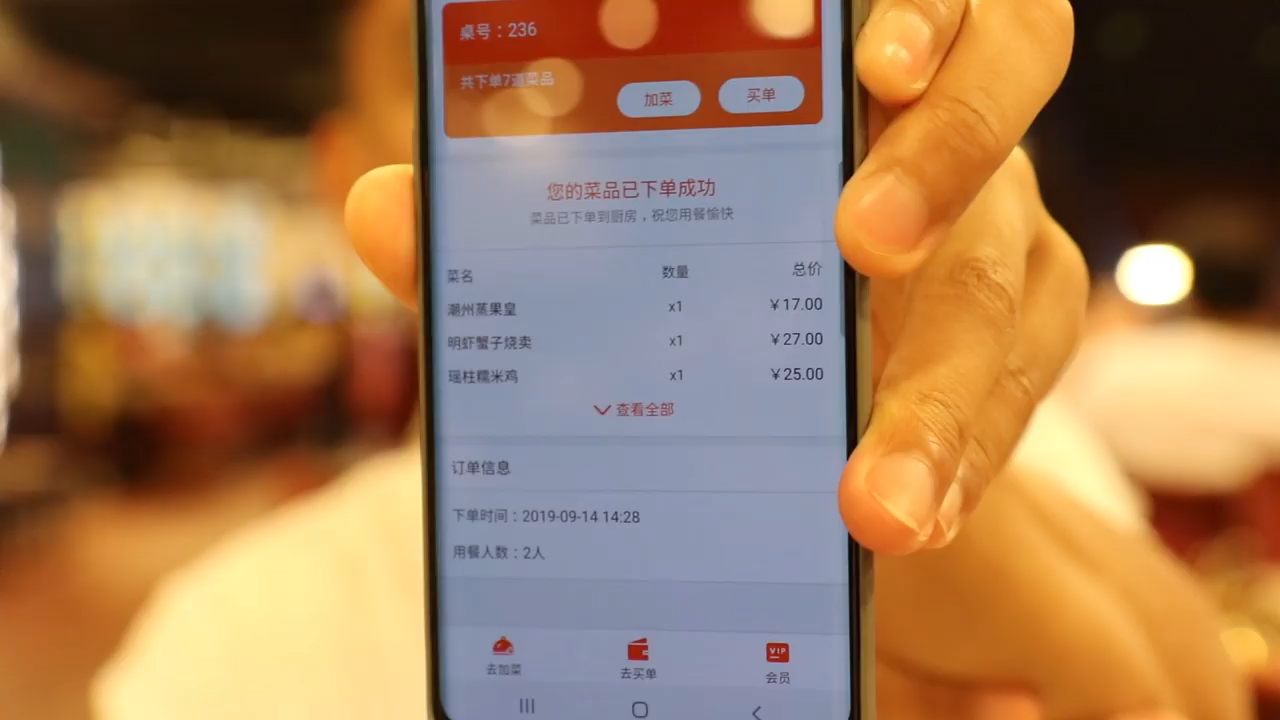 桌号：236
共下单7道菜品
加菜 买单
您的菜品已下单成功
菜品已下单到厨房，祝您用餐愉快
菜名 数量 总价
潮州蒸果皇 x1 ￥17.00
明虾蟹子烧卖 x1 ￥27.00
瑶柱糯米鸡 x1 ￥25.00
查看全部
订单信息
下单时间：2019-09-14 14:28
用餐人数：2人
VIP
去加菜 去买单 会员